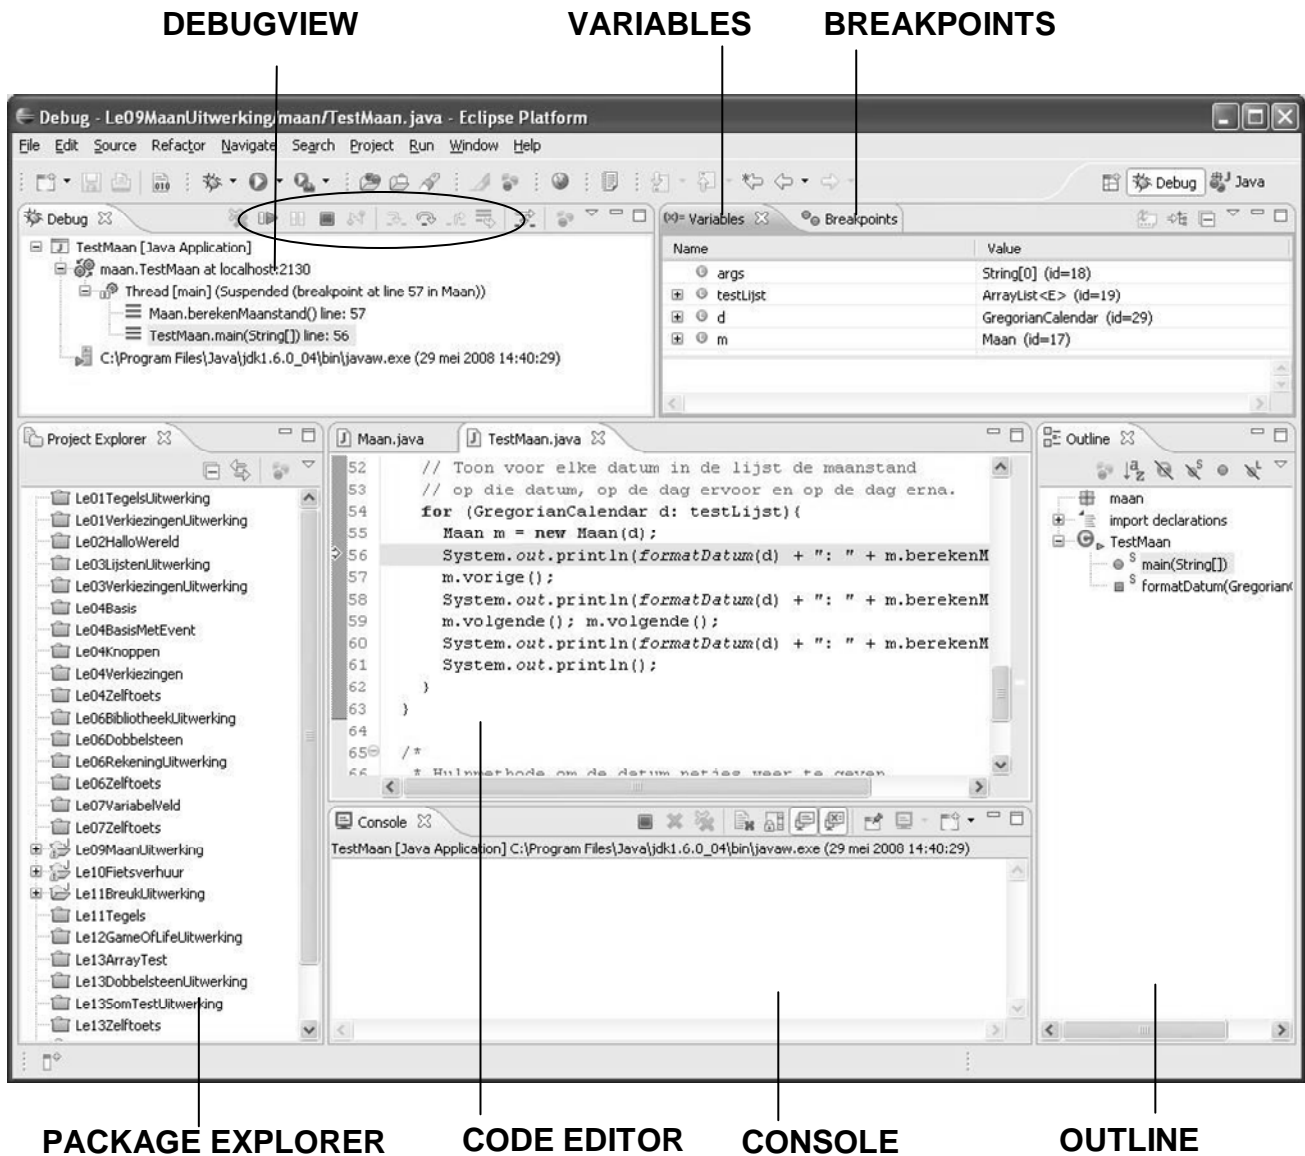 DEBUGVIEW VARIABLES BREAKPOINTS
Debug - Le09MaanUitwerking/maan/TestMaan.java - Eclipse Platform
File Edit Source Refactor Navigate Search Project Run Window Help
Debug Java
Debug
TestMaan [Java Application]
maan.TestMaan at localhost:2130
Thread [main] (Suspended (breakpoint at line 57 in Maan))
Maan.berekenMaanstand() line: 57
TestMaan.main(String[]) line: 56
C:\Program Files\Java\jdk1.6.0_04\bin\javaw.exe (29 mei 2008 14:40:29)
(x)= Variables Breakpoints
Name Value
args String[0] (id=18)
testLijst ArrayList<E> (id=19)
d GregorianCalendar (id=29)
m Maan (id=17)
Project Explorer
Le01TegelsUitwerking
Le01VerkiezingenUitwerking
Le02HalloWereld
Le03LijstenUitwerking
Le03VerkiezingenUitwerking
Le04Basis
Le04BasisMetEvent
Le04Knoppen
Le04Verkiezingen
Le04Zelftoets
Le06BibliotheekUitwerking
Le06Dobbelsteen
Le06RekeningUitwerking
Le06Zelftoets
Le07VariabelVeld
Le07Zelftoets
Le09MaanUitwerking
Le10Fietsverhuur
Le11BreukUitwerking
Le11Tegels
Le12GameOfLifeUitwerking
Le13ArrayTest
Le13DobbelsteenUitwerking
Le13SomTestUitwerking
Le13Zelftoets
Maan.java TestMaan.java
52 // Toon voor elke datum in de lijst de maanstand
53 // op die datum, op de dag ervoor en op de dag erna.
54 for (GregorianCalendar d: testLijst){
55 Maan m = new Maan(d);
56 System.out.println(formatDatum(d) + ": " + m.berekenM
57 m.vorige();
58 System.out.println(formatDatum(d) + ": " + m.berekenM
59 m.volgende(); m.volgende();
60 System.out.println(formatDatum(d) + ": " + m.berekenM
61 System.out.println();
62 }
63 }
64
65 /*
66 * Hulpmethode om de datum netjes weer te geven
Outline
maan
import declarations
TestMaan
main(String[])
formatDatum(Gregorian
Console
TestMaan [Java Application] C:\Program Files\Java\jdk1.6.0_04\bin\javaw.exe (29 mei 2008 14:40:29)
PACKAGE EXPLORER CODE EDITOR CONSOLE OUTLINE